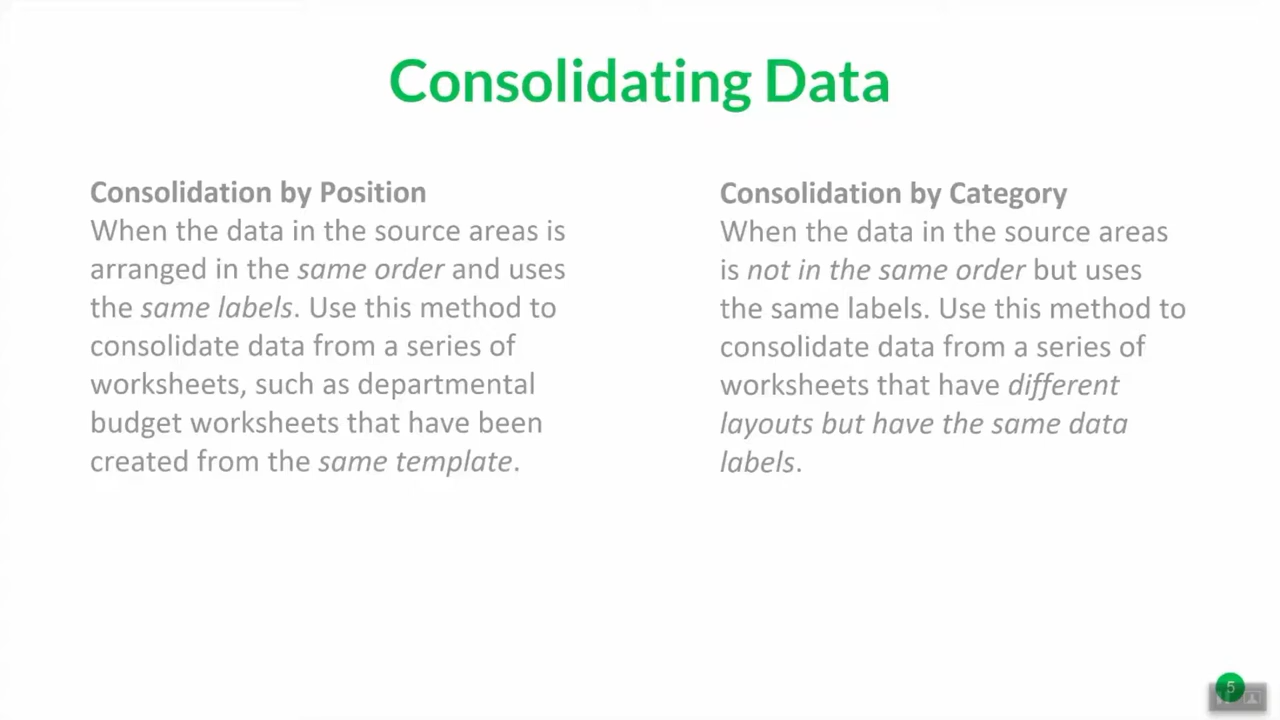 Consolidating Data
Consolidation by Position
When the data in the source areas is
arranged in the same order and uses
the same labels. Use this method to
consolidate data from a series of
worksheets, such as departmental
budget worksheets that have been
created from the same template.
Consolidation by Category
When the data in the source areas
is not in the same order but uses
the same labels. Use this method to
consolidate data from a series of
worksheets that have different
layouts but have the same data
labels.
5